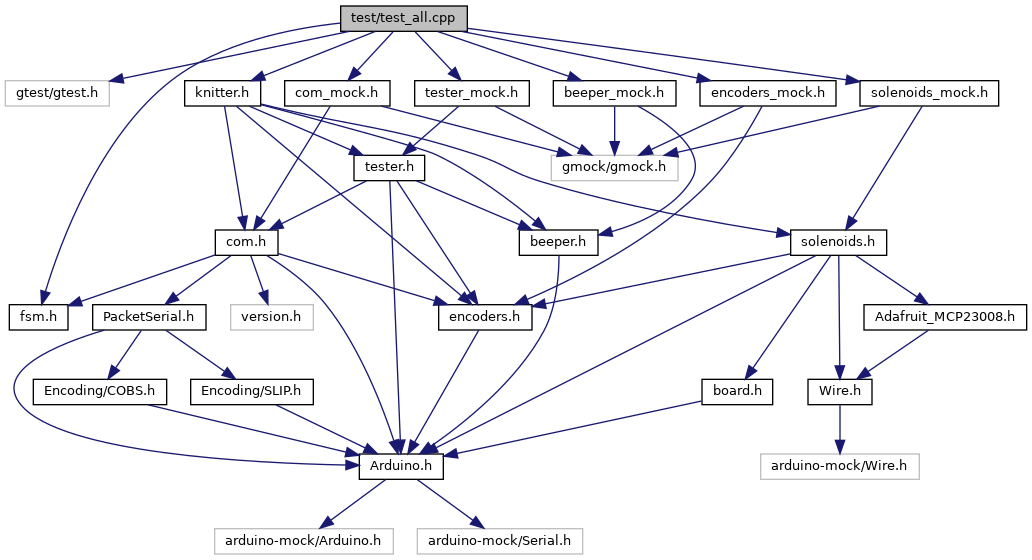 test/test_all.cpp
gtest/gtest.h
knitter.h
com_mock.h
tester_mock.h
beeper_mock.h
encoders_mock.h
solenoids_mock.h
tester.h
gmock/gmock.h
com.h
beeper.h
solenoids.h
fsm.h
PacketSerial.h
version.h
encoders.h
Adafruit_MCP23008.h
Encoding/COBS.h
Encoding/SLIP.h
board.h
Wire.h
Arduino.h
arduino-mock/Wire.h
arduino-mock/Arduino.h
arduino-mock/Serial.h